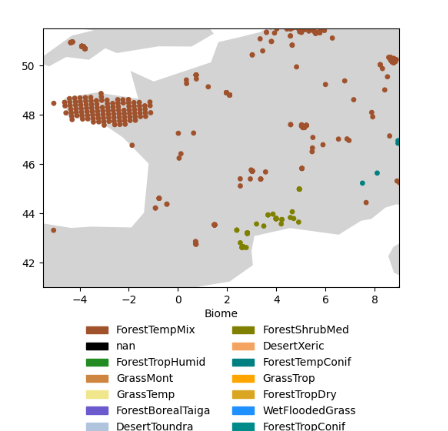 50
48
46
44
42
−4 −2 0 2 4 6 8
Biome
ForestTempMix ForestShrubMed
nan DesertXeric
ForestTropHumid ForestTempConif
GrassMont GrassTrop
GrassTemp ForestTropDry
ForestBorealTaiga WetFloodedGrass
DesertToundra ForestTropConif